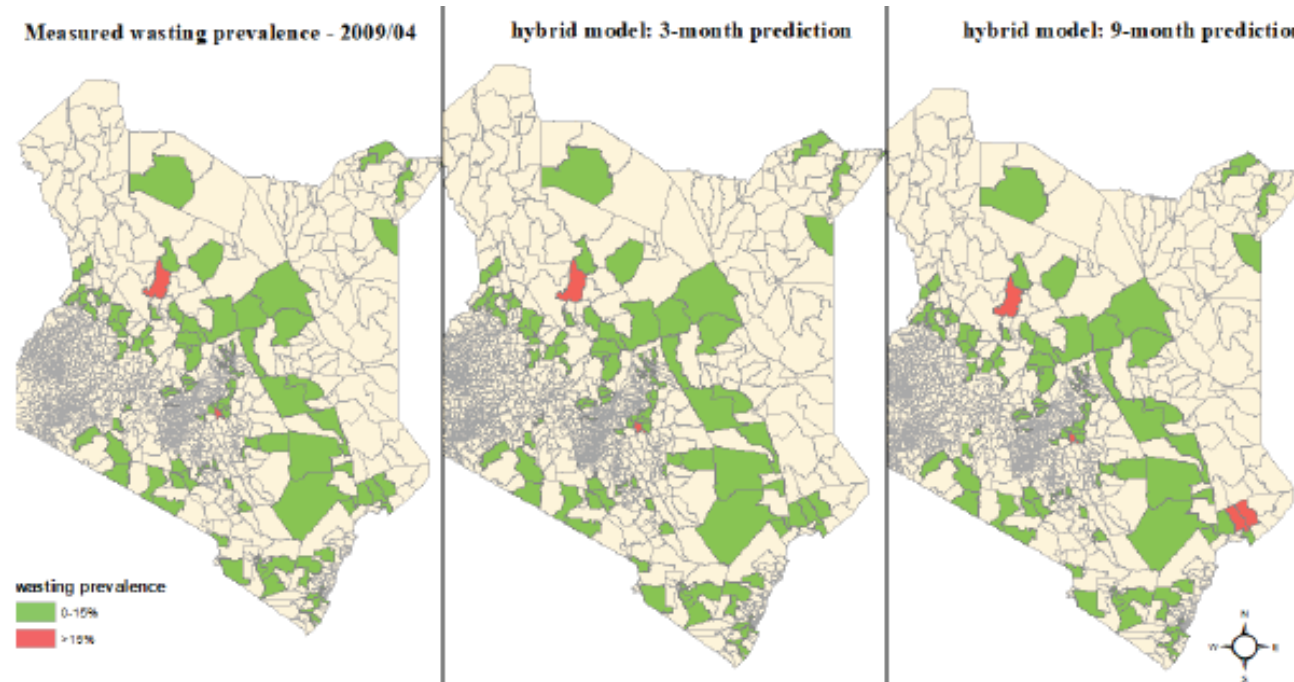 Measured wasting prevalence - 2009/04
hybrid model: 3-month prediction
hybrid model: 9-month prediction
wasting prevalence
0-15%
>15%
N
W
E
S